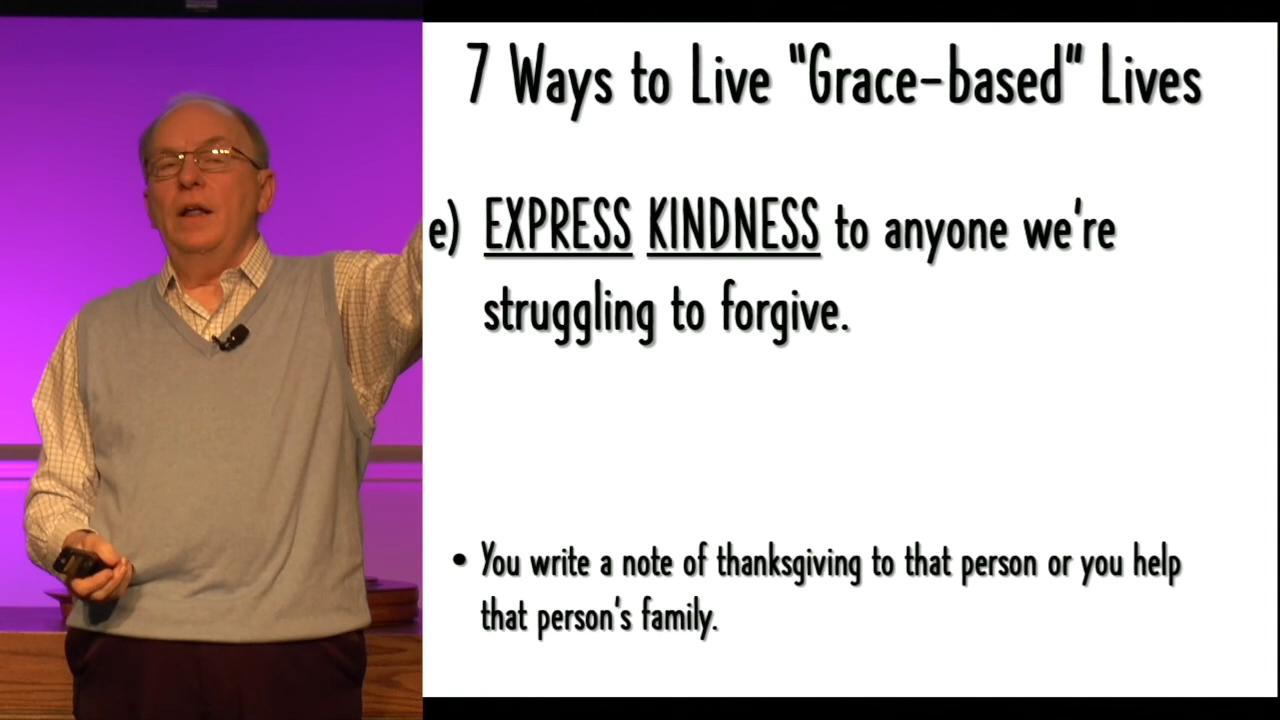 7 Ways to Live "Grace-based" Lives
e) EXPRESS KINDNESS to anyone we're
struggling to forgive.
• You write a note of thanksgiving to that person or you help
that person's family.